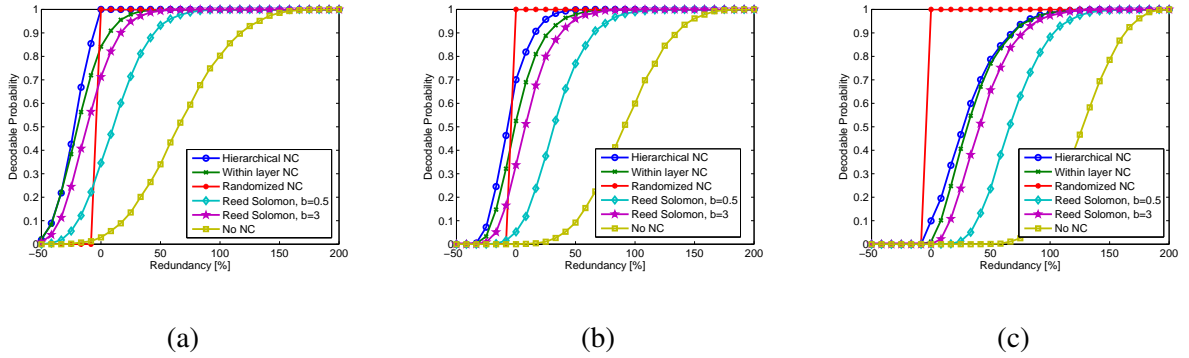 1
0.9
0.8
0.7
0.6
0.5
0.4
0.3
0.2
0.1
0
Decodable Probability
-50 0 50 100 150 200
Redundancy [%]
Hierarchical NC
Within layer NC
Randomized NC
Reed Solomon, b=0.5
Reed Solomon, b=3
No NC
(a)
1
0.9
0.8
0.7
0.6
0.5
0.4
0.3
0.2
0.1
0
Decodable Probability
-50 0 50 100 150 200
Redundancy [%]
Hierarchical NC
Within layer NC
Randomized NC
Reed Solomon, b=0.5
Reed Solomon, b=3
No NC
(b)
1
0.9
0.8
0.7
0.6
0.5
0.4
0.3
0.2
0.1
0
Decodable Probability
-50 0 50 100 150 200
Redundancy [%]
Hierarchical NC
Within layer NC
Randomized NC
Reed Solomon, b=0.5
Reed Solomon, b=3
No NC
(c)